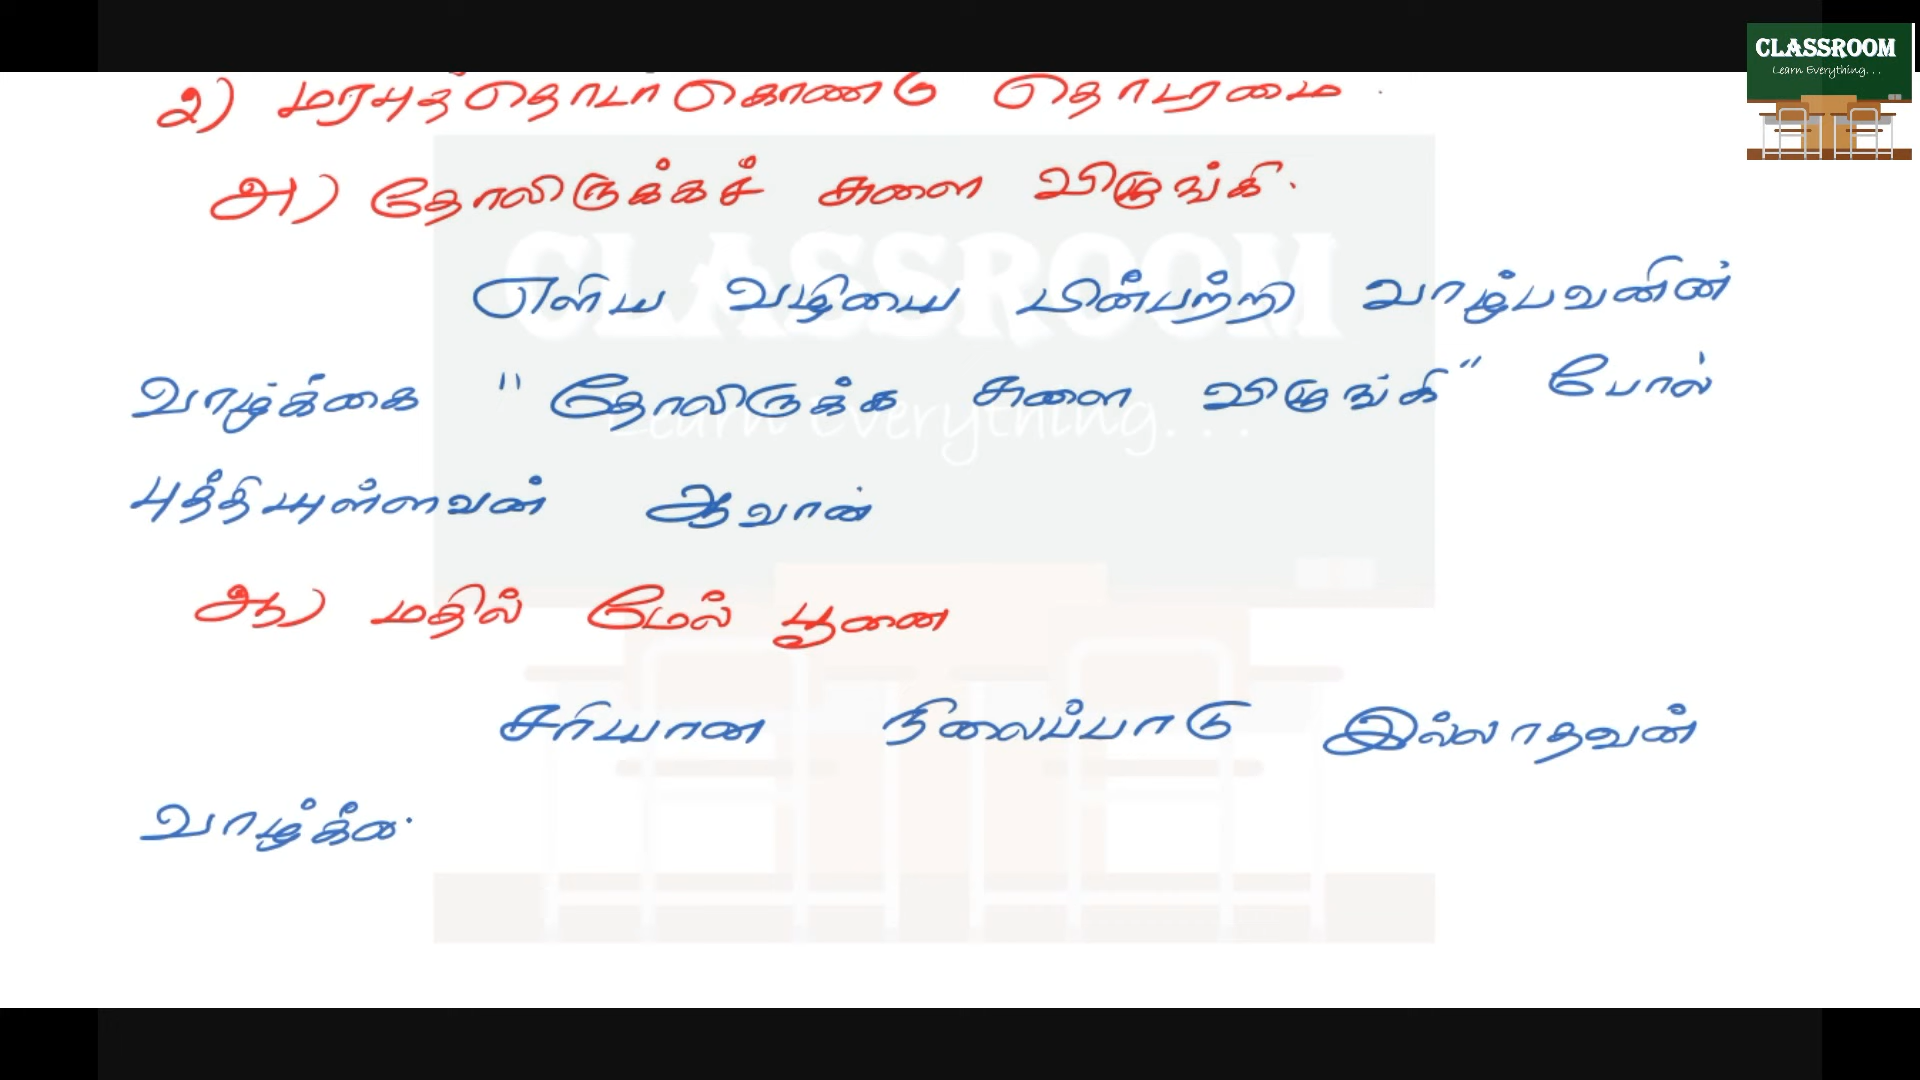 CLASSROOM
Learn Everything...
2) மரபுத்தொடர் கொண்டு தொடரமை
அ) தோலிருக்கச் சுளை விழுங்கி.
எளிய வழியை பின்பற்றி வாழ்பவனின்
வாழ்க்கை "தோலிருக்க சுளை விழுங்கி" போல்
புத்தியுள்ளவன் ஆவான்
ஆ) மதில் மேல் பூனை
சரியான நிலைப்பாடு இல்லாதவன்